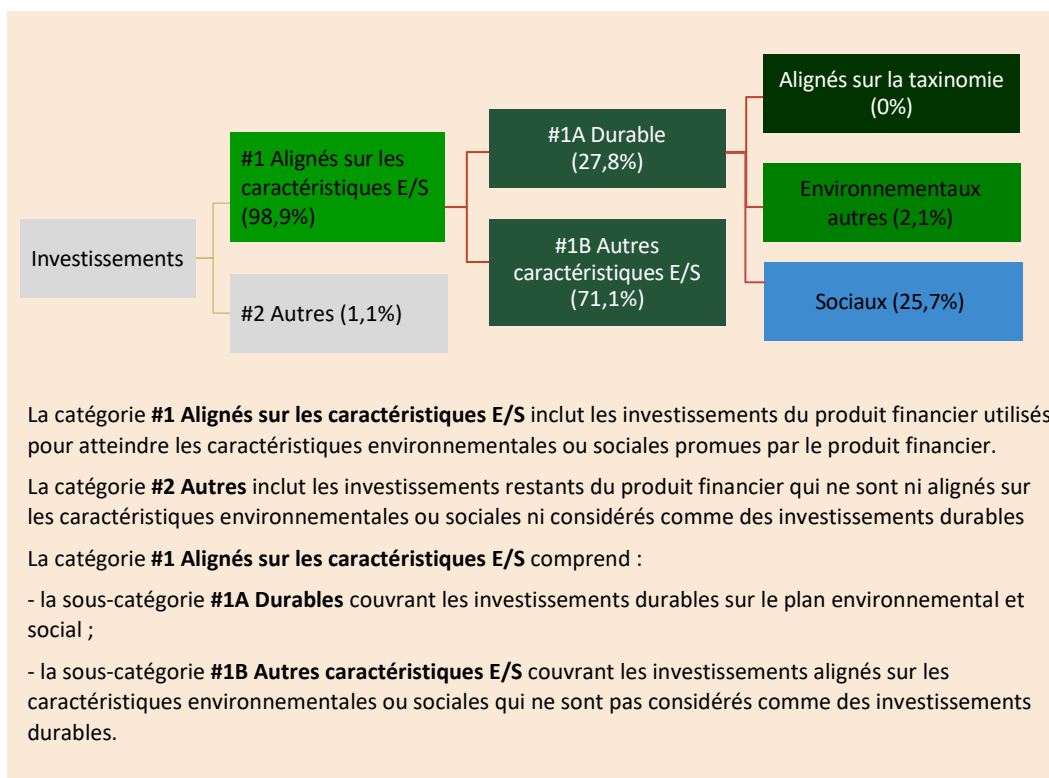 Alignés sur la taxinomie
(0%)
#1A Durable
(27,8%)
#1 Alignés sur les
caractéristiques E/S
(98,9%)
Environnementaux
autres (2,1%)
Investissements
#1B Autres
caractéristiques E/S
(71,1%)
#2 Autres (1,1%)
Sociaux (25,7%)
La catégorie #1 Alignés sur les caractéristiques E/S inclut les investissements du produit financier utilisés
pour atteindre les caractéristiques environnementales ou sociales promues par le produit financier.
La catégorie #2 Autres inclut les investissements restants du produit financier qui ne sont ni alignés sur
les caractéristiques environnementales ou sociales ni considérés comme des investissements durables
La catégorie #1 Alignés sur les caractéristiques E/S comprend :
- la sous-catégorie #1A Durables couvrant les investissements durables sur le plan environnemental et
social ;
- la sous-catégorie #1B Autres caractéristiques E/S couvrant les investissements alignés sur les
caractéristiques environnementales ou sociales qui ne sont pas considérés comme des investissements
durables.